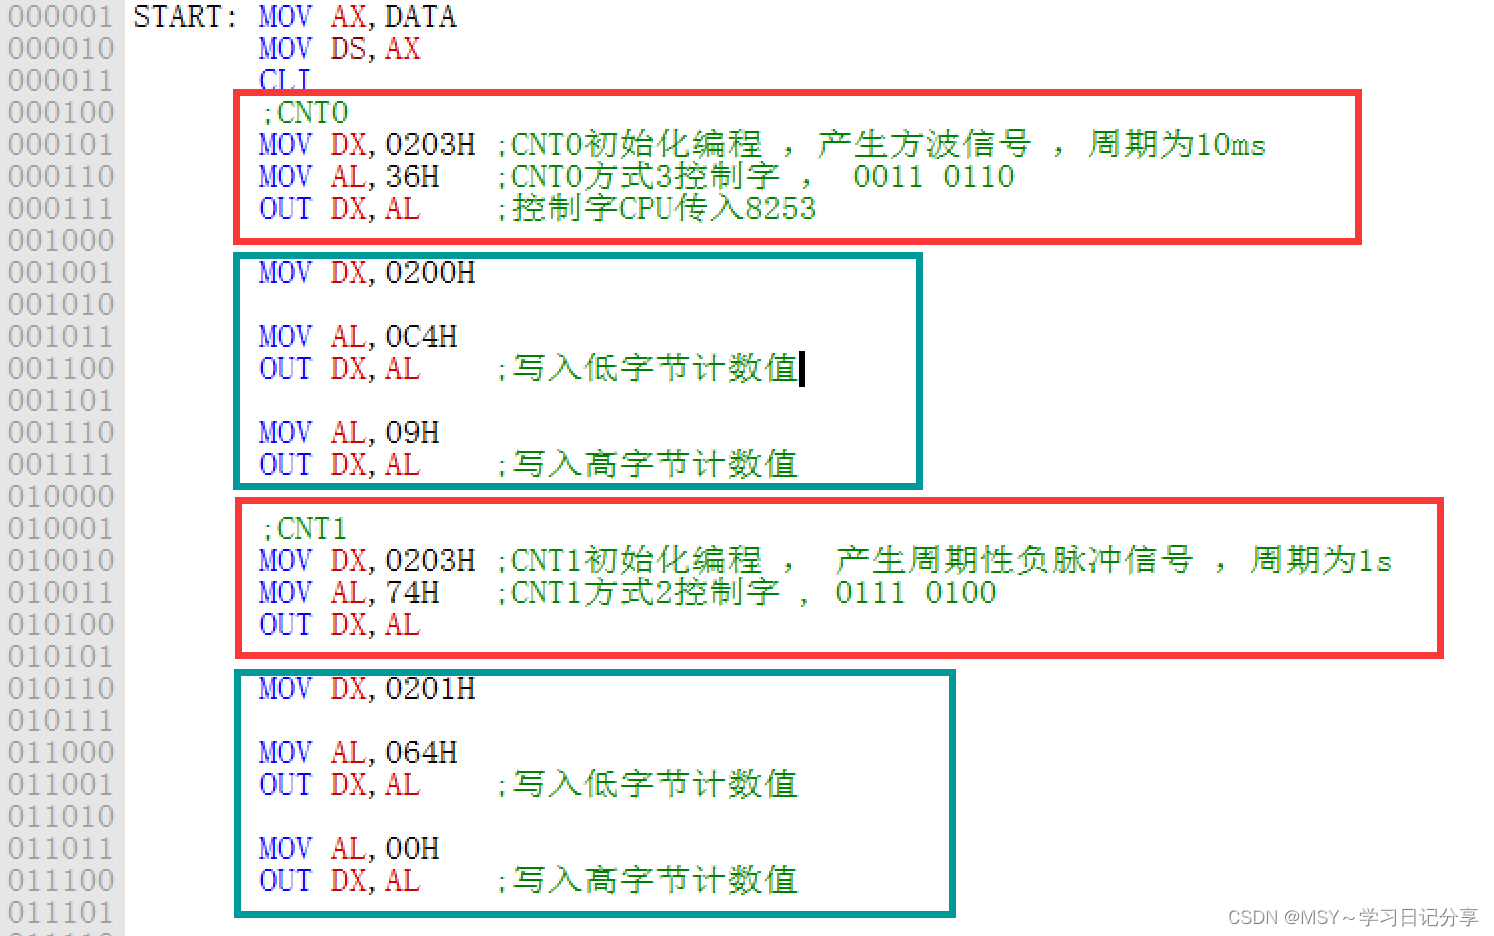 000001 START: MOV AX,DATA
000010 MOV DS,AX
000011 CLI
000100 ;CNT0
000101 MOV DX,0203H ;CNT0初始化编程 ，产生方波信号 ，周期为10ms
000110 MOV AL,36H ;CNT0方式3控制字 ， 0011 0110
000111 OUT DX,AL ;控制字CPU传入8253
001000
001001 MOV DX,0200H
001010
001011 MOV AL,0C4H
001100 OUT DX,AL ;写入低字节计数值
001101
001110 MOV AL,09H
001111 OUT DX,AL ;写入高字节计数值
010000
010001 ;CNT1
010010 MOV DX,0203H ;CNT1初始化编程 ， 产生周期性负脉冲信号 ，周期为1s
010011 MOV AL,74H ;CNT1方式2控制字 , 0111 0100
010100 OUT DX,AL
010101
010110 MOV DX,0201H
010111
011000 MOV AL,064H
011001 OUT DX,AL ;写入低字节计数值
011010
011011 MOV AL,00H
011100 OUT DX,AL ;写入高字节计数值
011101
CSDN @MSY～学习日记分享